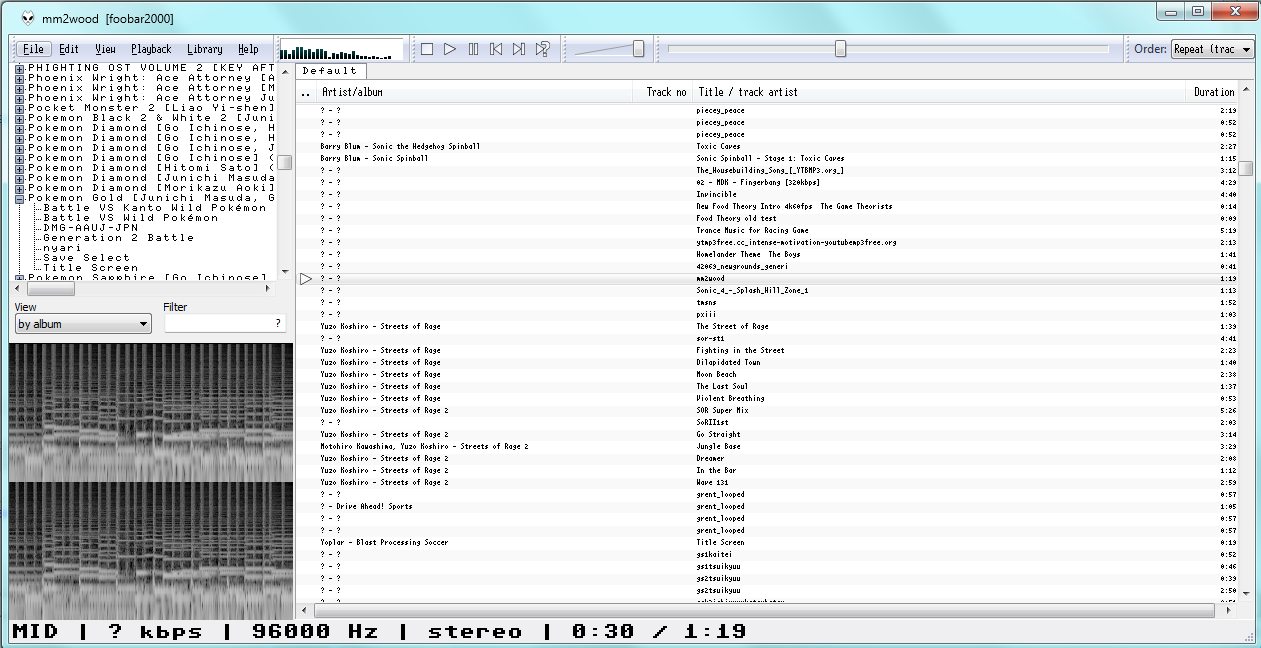 mm2wood [foobar2000]
File Edit View Playback Library Help
Order: Repeat (trac
PHIGHTING OST VOLUME 2 [KEY AFT
Phoenix Wright: Ace Attorney [A
Phoenix Wright: Ace Attorney [M
Phoenix Wright: Ace Attorney Ju
Pocket Monster 2 [Liao Yi-shen]
Pokemon Black 2 & White 2 [Juni
Pokemon Diamond [Go Ichinose, H
Pokemon Diamond [Go Ichinose, H
Pokemon Diamond [Go Ichinose, J
Pokemon Diamond [Go Ichinose] (
Pokemon Diamond [Hitomi Sato] (
Pokemon Diamond [Junichi Masuda
Pokemon Diamond [Morikazu Aoki]
Pokemon Gold [Junichi Masuda, G
Battle VS Kanto Wild Pokémon
Battle VS Wild Pokémon
DMG-AAUJ-JPN
Generation 2 Battle
nyari
Save Select
Title Screen
Pokemon Sapphire [Go Ichinose]
View
Filter
by album
?
Default
.. Artist/album Track no Title / track artist Duration
? - ? piecey_peace 2:19
? - ? piecey_peace 0:52
? - ? piecey_peace 0:52
Barry Blum - Sonic the Hedgehog Spinball Toxic Caves 2:27
Barry Blum - Sonic Spinball Sonic Spinball - Stage 1: Toxic Caves 1:15
? - ? The_Housebuilding_Song_[_YTBMP3.org_] 3:12
? - ? 02 - MDK - Fingerbang [320kbps] 4:29
? - ? Invincible 4:40
? - ? New Food Theory Intro 4k60fps The Game Theorists 0:14
? - ? Food Theory old test 0:09
? - ? Trance Music for Racing Game 5:19
? - ? ytmp3free.cc_intense-motivation-youtubemp3free.org 2:13
? - ? Homelander Theme The Boys 1:41
? - ? 42069_newgrounds_generi 0:41
? - ? mm2wood 1:19
? - ? Sonic_4_-_Splash_Hill_Zone_1 1:13
? - ? tmsns 1:52
? - ? pxiii 1:03
Yuzo Koshiro - Streets of Rage The Street of Rage 1:39
? - ? sor-st1 4:41
Yuzo Koshiro - Streets of Rage Fighting in the Street 2:23
Yuzo Koshiro - Streets of Rage Dilapidated Town 1:40
Yuzo Koshiro - Streets of Rage Moon Beach 2:38
Yuzo Koshiro - Streets of Rage The Last Soul 1:37
Yuzo Koshiro - Streets of Rage Violent Breathing 0:53
Yuzo Koshiro - Streets of Rage 2 SOR Super Mix 5:26
? - ? SoRII1st 2:03
Yuzo Koshiro - Streets of Rage 2 Go Straight 3:14
Motohiro Kawashima, Yuzo Koshiro - Streets of Rage 2 Jungle Base 3:29
Yuzo Koshiro - Streets of Rage 2 Dreamer 2:08
Yuzo Koshiro - Streets of Rage 2 In the Bar 1:12
Yuzo Koshiro - Streets of Rage 2 Wave 131 2:59
? - ? grent_looped 0:57
? - Drive Ahead! Sports grent_looped 1:05
? - ? grent_looped 0:57
? - ? grent_looped 0:57
Yoplar - Blast Processing Soccer Title Screen 0:19
? - ? gs1kaitei 0:52
? - ? gs1tsuikyuu 0:46
? - ? gs2tsuikyuu 0:39
? - ? gs2tsuikyuu 2:50
MID | ? kbps | 96000 Hz | stereo | 0:30 / 1:19